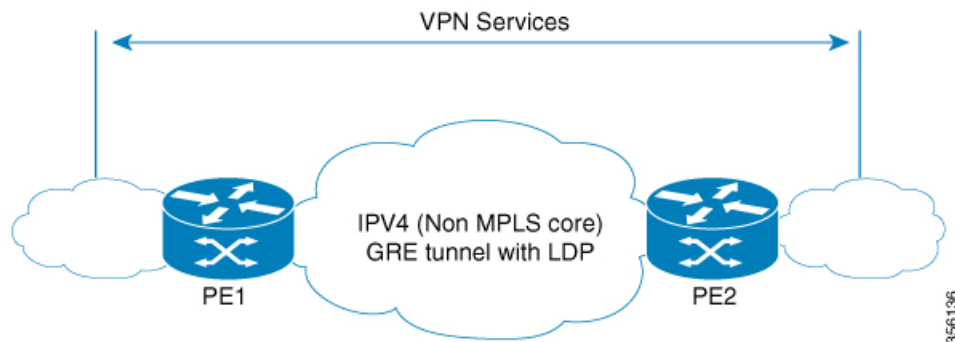 VPN Services
IPV4 (Non MPLS core)
GRE tunnel with LDP
PE1
PE2
356136